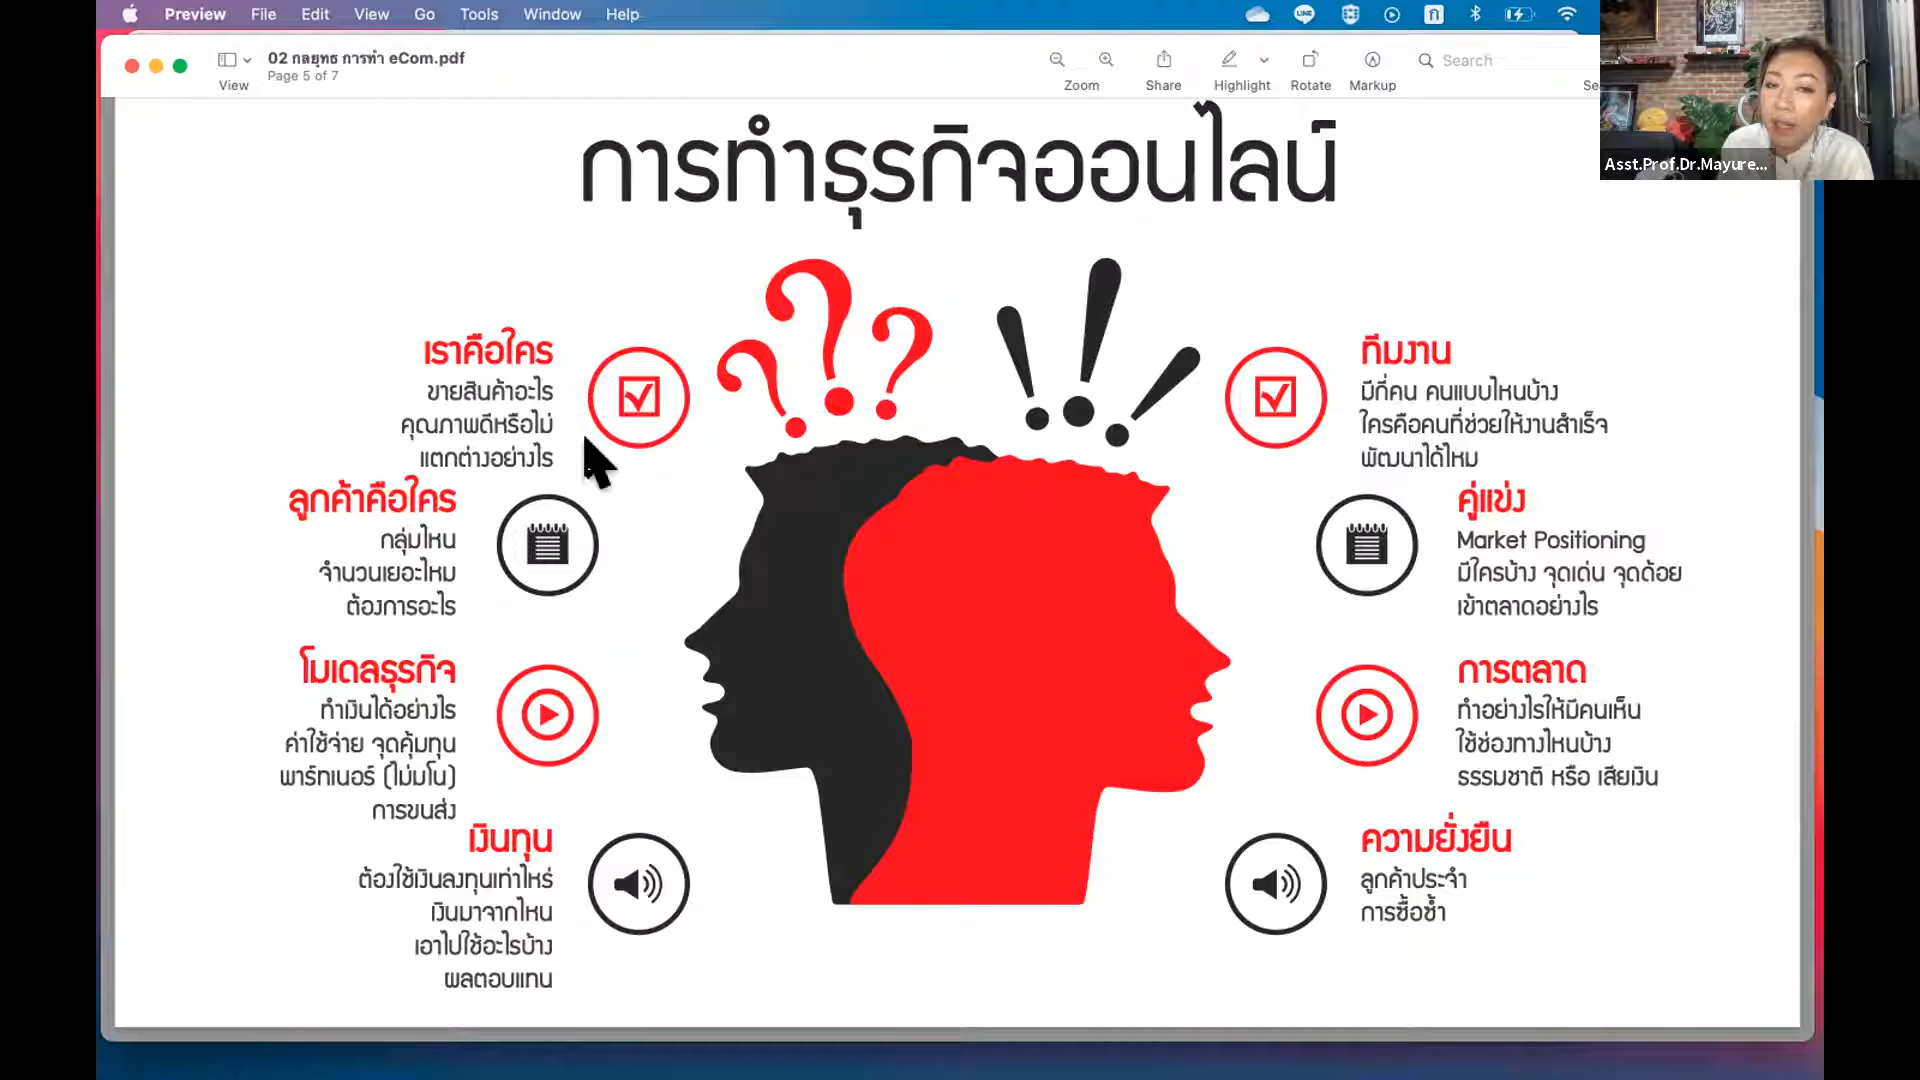 Preview File Edit View Go Tools Window Help
LINE
ก
02 กลยุทธ การทำ eCom.pdf
Page 5 of 7
View
Zoom
Share
Highlight
Rotate
Markup
Search
Se
Asst.Prof.Dr.Mayure...
การทำธุรกิจออนไลน์
???
!!!
เราคือใคร
ขายสินค้าอะไร
คุณภาพดีหรือไม่
แตกต่างอย่างไร
ลูกค้าคือใคร
กลุ่มไหน
จำนวนเยอะไหม
ต้องการอะไร
โมเดลธุรกิจ
ทำเงินได้อย่างไร
ค่าใช้จ่าย จุดคุ้มทุน
พาร์ทเนอร์ (ไม่มโน)
การขนส่ง
เงินทุน
ต้องใช้เงินลงทุนเท่าไหร่
เงินมาจากไหน
เอาไปใช้อะไรบ้าง
ผลตอบแทน
ทีมงาน
มีกี่คน คนแบบไหนบ้าง
ใครคือคนที่ช่วยให้งานสำเร็จ
พัฒนาได้ไหม
คู่แข่ง
Market Positioning
มีใครบ้าง จุดเด่น จุดด้อย
เข้าตลาดอย่างไร
การตลาด
ทำอย่างไรให้มีคนเห็น
ใช้ช่องทางไหนบ้าง
ธรรมชาติ หรือ เสียเงิน
ความยั่งยืน
ลูกค้าประจำ
การซื้อซ้ำ